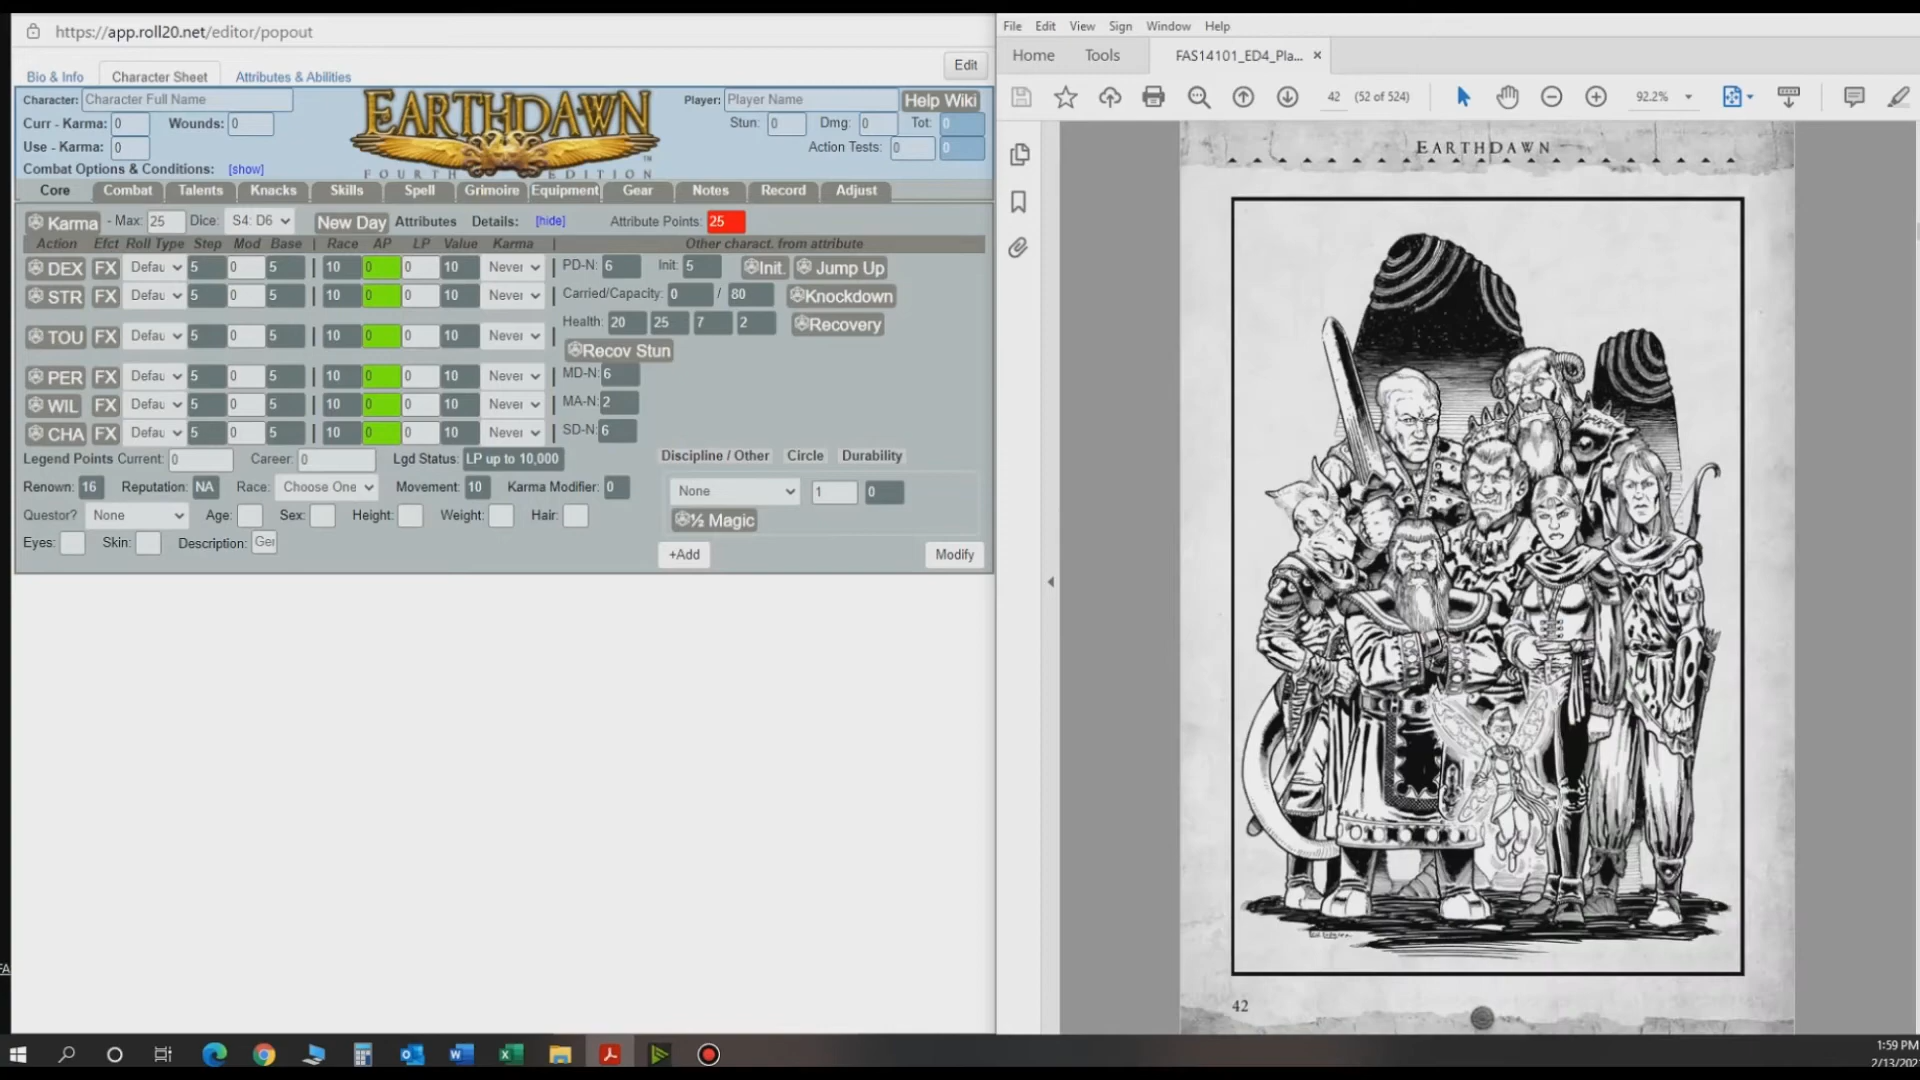 https://app.roll20.net/editor/popout
Bio & Info Character Sheet Attributes & Abilities Edit
Character: Character Full Name EARTHDAWN Player: Player Name Help Wiki
Curr - Karma: 0 Wounds: 0 Stun: 0 Dmg: 0 Tot: 0
Use - Karma: 0 Action Tests: 0 0
Combat Options & Conditions: [show] FOURTH EDITION
Core Combat Talents Knacks Skills Spell Grimoire Equipment Gear Notes Record Adjust
Karma - Max: 25 Dice: S4: D6 New Day Attributes Details: [hide] Attribute Points: 25
Action Efct Roll Type Step Mod Base | Race AP LP Value Karma | Other charact. from attribute
DEX FX Defau 5 0 5 | 10 0 0 10 Never | PD-N: 6 Init: 5 Init. Jump Up
STR FX Defau 5 0 5 | 10 0 0 10 Never | Carried/Capacity: 0 / 80 Knockdown
Health: 20 25 7 2 Recovery
TOU FX Defau 5 0 5 | 10 0 0 10 Never | Recov Stun
PER FX Defau 5 0 5 | 10 0 0 10 Never | MD-N: 6
WIL FX Defau 5 0 5 | 10 0 0 10 Never | MA-N: 2
CHA FX Defau 5 0 5 | 10 0 0 10 Never | SD-N: 6
Legend Points Current: 0 Career: 0 Lgd Status: LP up to 10,000 Discipline / Other Circle Durability
Renown: 16 Reputation: NA Race: Choose One Movement: 10 Karma Modifier: 0 None 1 0
Questor? None Age: Sex: Height: Weight: Hair: ½ Magic
Eyes: Skin: Description: Ger +Add Modify
File Edit View Sign Window Help
Home Tools FAS14101_ED4_Pla... ×
42 (52 of 524) 92.2%
EARTHDAWN
42
FA
1:59 PM
2/13/202